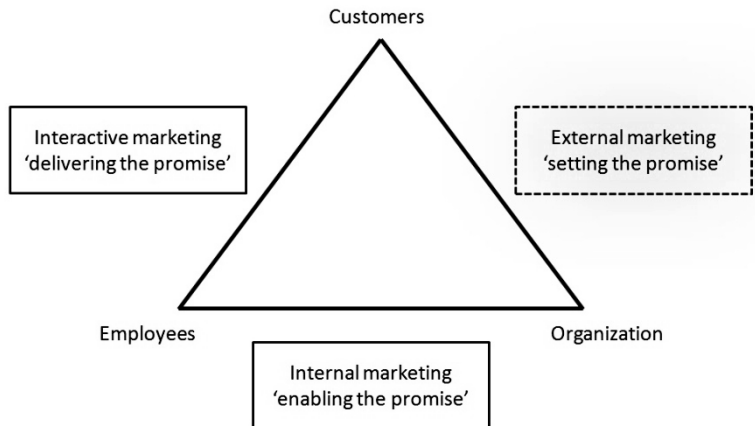 Customers
Interactive marketing
‘delivering the promise’
External marketing
‘setting the promise’
Employees
Organization
Internal marketing
‘enabling the promise’